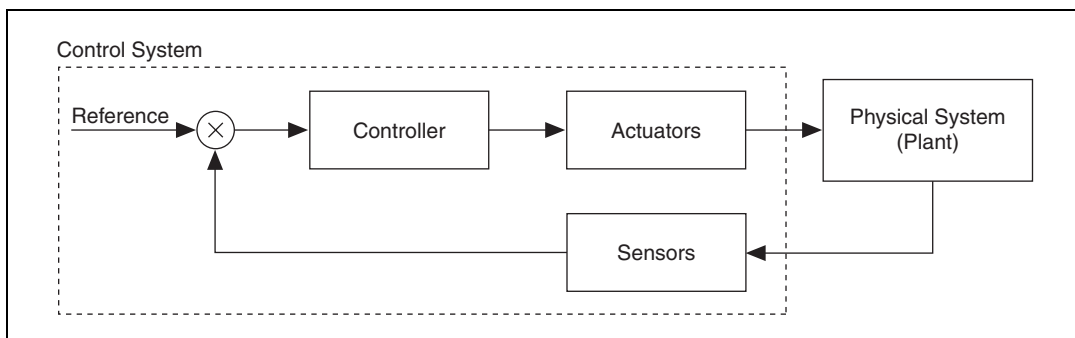 Control System
Reference
Controller
Actuators
Physical System
(Plant)
Sensors